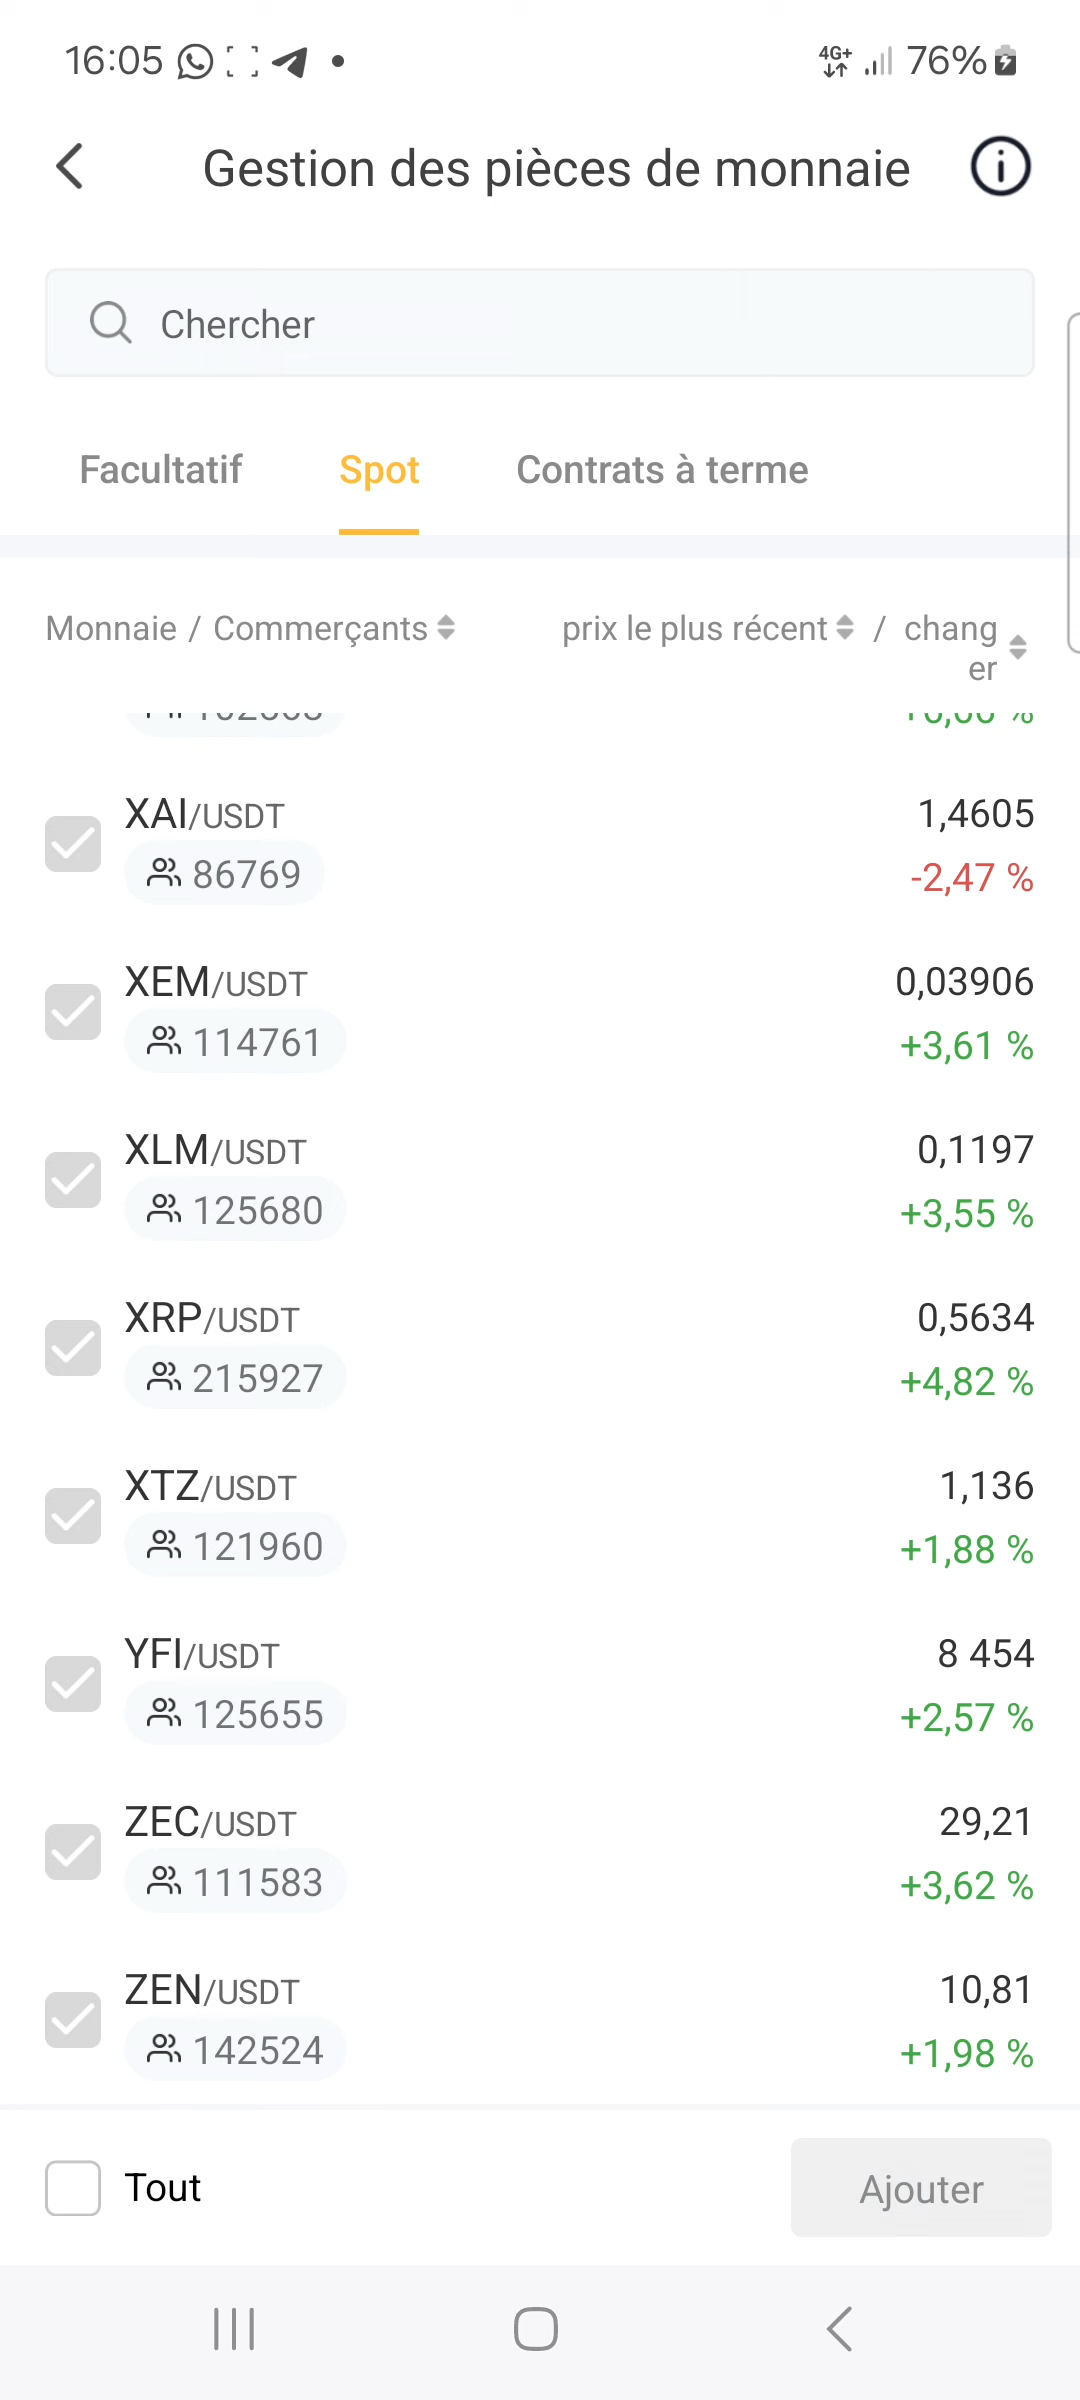 16:05 4G+ 76%
Gestion des pièces de monnaie
Chercher
Facultatif Spot Contrats à terme
Monnaie / Commerçants prix le plus récent / chang
er
XAI/USDT 1,4605
86769 -2,47 %
XEM/USDT 0,03906
114761 +3,61 %
XLM/USDT 0,1197
125680 +3,55 %
XRP/USDT 0,5634
215927 +4,82 %
XTZ/USDT 1,136
121960 +1,88 %
YFI/USDT 8 454
125655 +2,57 %
ZEC/USDT 29,21
111583 +3,62 %
ZEN/USDT 10,81
142524 +1,98 %
Tout Ajouter